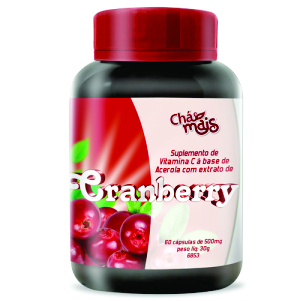 Chá mais
Suplemento de
Vitamina C à base de
Acerola com extrato de
Cranberry
60 cápsulas de 500mg
peso líq. 30g
6853